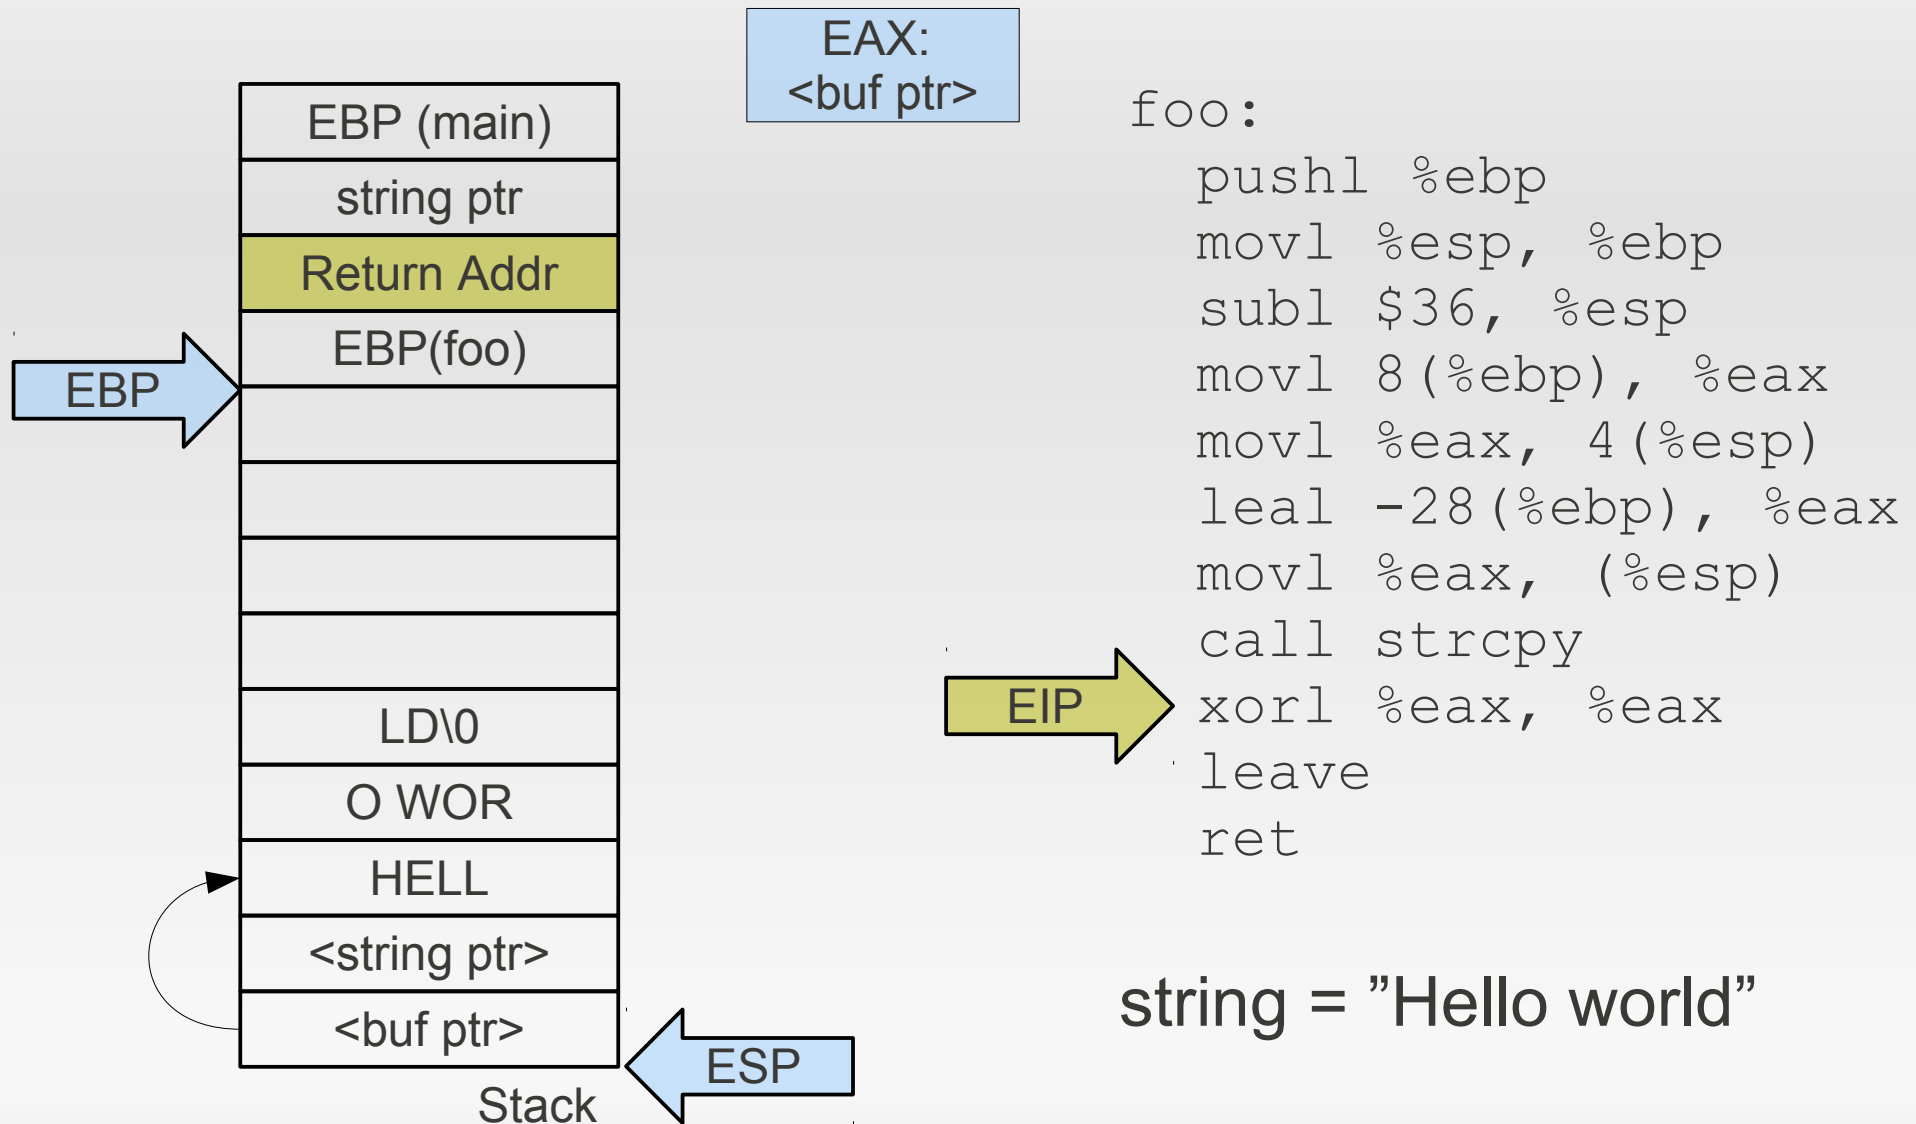 EAX:
<buf ptr>
EBP (main)
string ptr
Return Addr
EBP(foo)
EBP
LD\0
O WOR
HELL
<string ptr>
<buf ptr>
ESP
Stack
foo:
pushl %ebp
movl %esp, %ebp
subl $36, %esp
movl 8(%ebp), %eax
movl %eax, 4(%esp)
leal -28(%ebp), %eax
movl %eax, (%esp)
call strcpy
EIP
xorl %eax, %eax
leave
ret
string = ”Hello world”